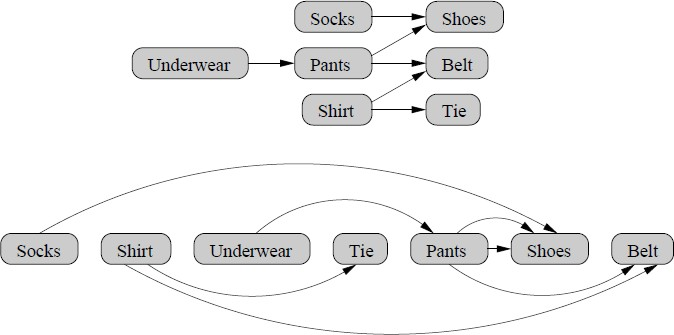 Socks Shoes
Underwear Pants Belt
Shirt Tie
Socks Shirt Underwear Tie Pants Shoes Belt